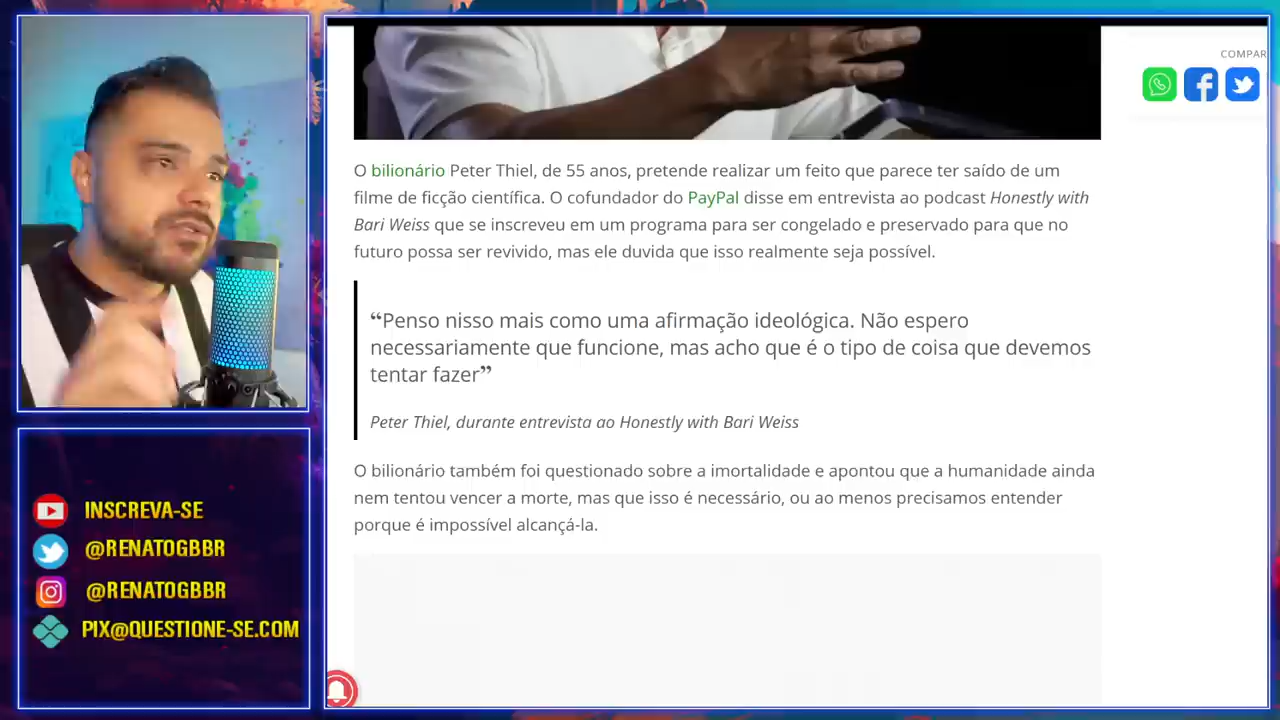 COMPAR
O bilionário Peter Thiel, de 55 anos, pretende realizar um feito que parece ter saído de um
filme de ficção científica. O cofundador do PayPal disse em entrevista ao podcast Honestly with
Bari Weiss que se inscreveu em um programa para ser congelado e preservado para que no
futuro possa ser revivido, mas ele duvida que isso realmente seja possível.
“Penso nisso mais como uma afirmação ideológica. Não espero
necessariamente que funcione, mas acho que é o tipo de coisa que devemos
tentar fazer”
Peter Thiel, durante entrevista ao Honestly with Bari Weiss
O bilionário também foi questionado sobre a imortalidade e apontou que a humanidade ainda
nem tentou vencer a morte, mas que isso é necessário, ou ao menos precisamos entender
porque é impossível alcançá-la.
INSCREVA-SE
@RENATOGBBR
@RENATOGBBR
PIX@QUESTIONE-SE.COM